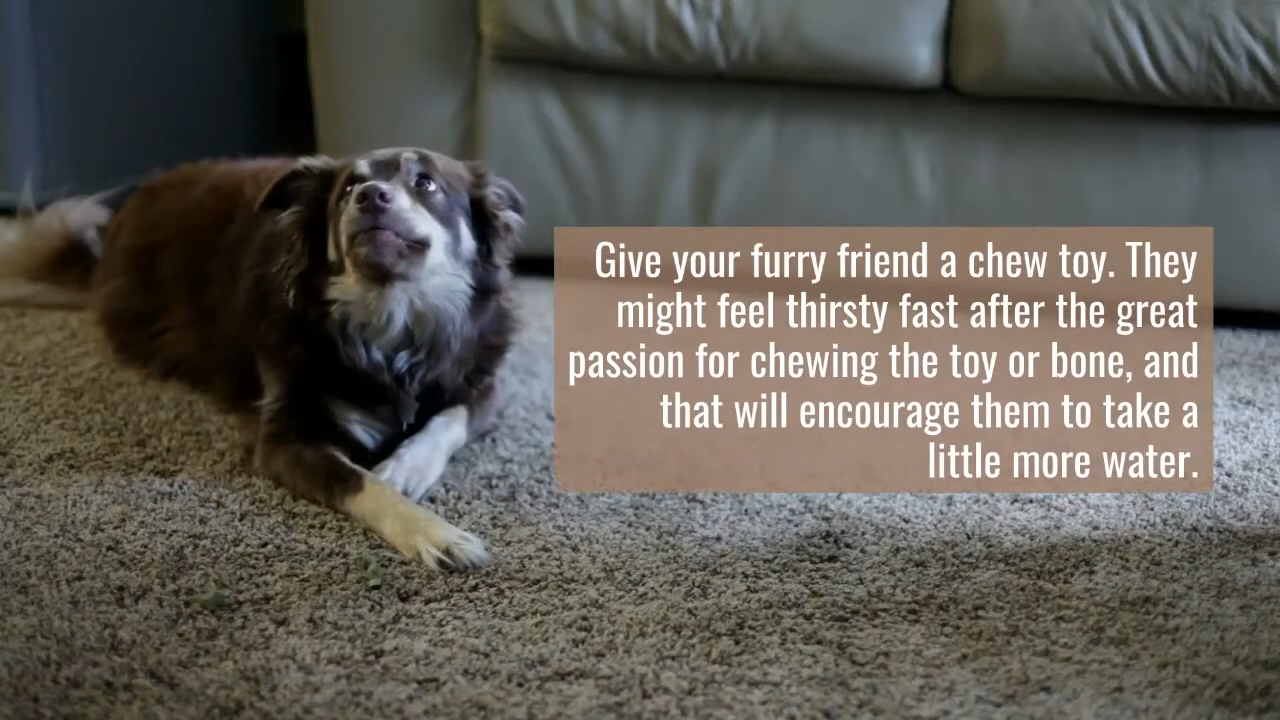 Give your furry friend a chew toy. They
might feel thirsty fast after the great
passion for chewing the toy or bone, and
that will encourage them to take a
little more water.